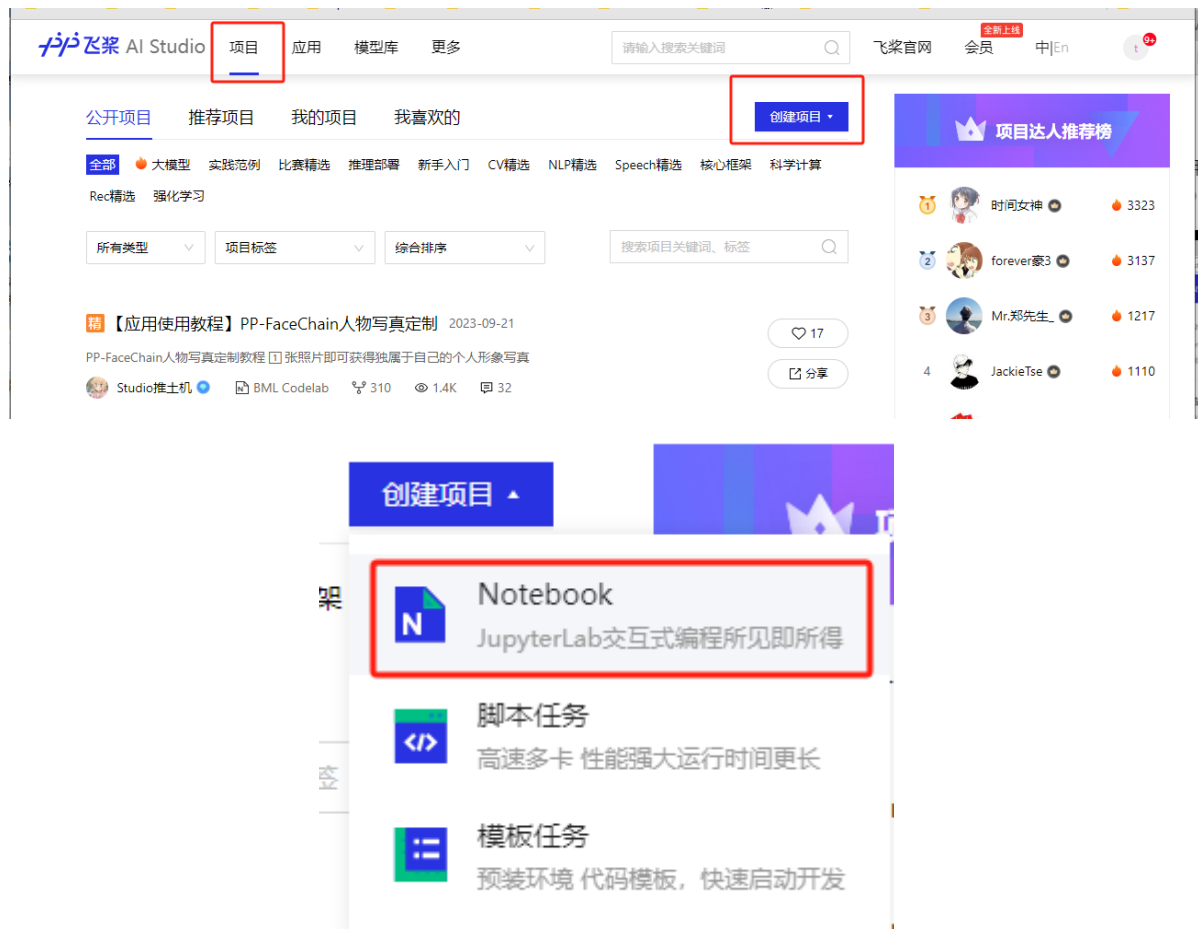 飞桨 AI Studio 项目 应用 模型库 更多 请输入搜索关键词 飞桨官网 会员 全新上线 中|En t 9+
公开项目 推荐项目 我的项目 我喜欢的 创建项目
项目达人推荐榜
全部 大模型 实践范例 比赛精选 推理部署 新手入门 CV精选 NLP精选 Speech精选 核心框架 科学计算
Rec精选 强化学习
1 时间女神 3323
所有类型 项目标签 综合排序 搜索项目关键词、标签
2 forever豪3 3137
3 Mr.郑先生_ 1217
精 【应用使用教程】PP-FaceChain人物写真定制 2023-09-21
17
PP-FaceChain人物写真定制教程 1 张照片即可获得独属于自己的个人形象写真
4 JackieTse 1110
分享
Studio推土机 BML Codelab 310 1.4K 32
创建项目
架
Notebook
JupyterLab交互式编程所见即所得
脚本任务
高速多卡 性能强大运行时间更长
签
模板任务
预装环境 代码模板，快速启动开发